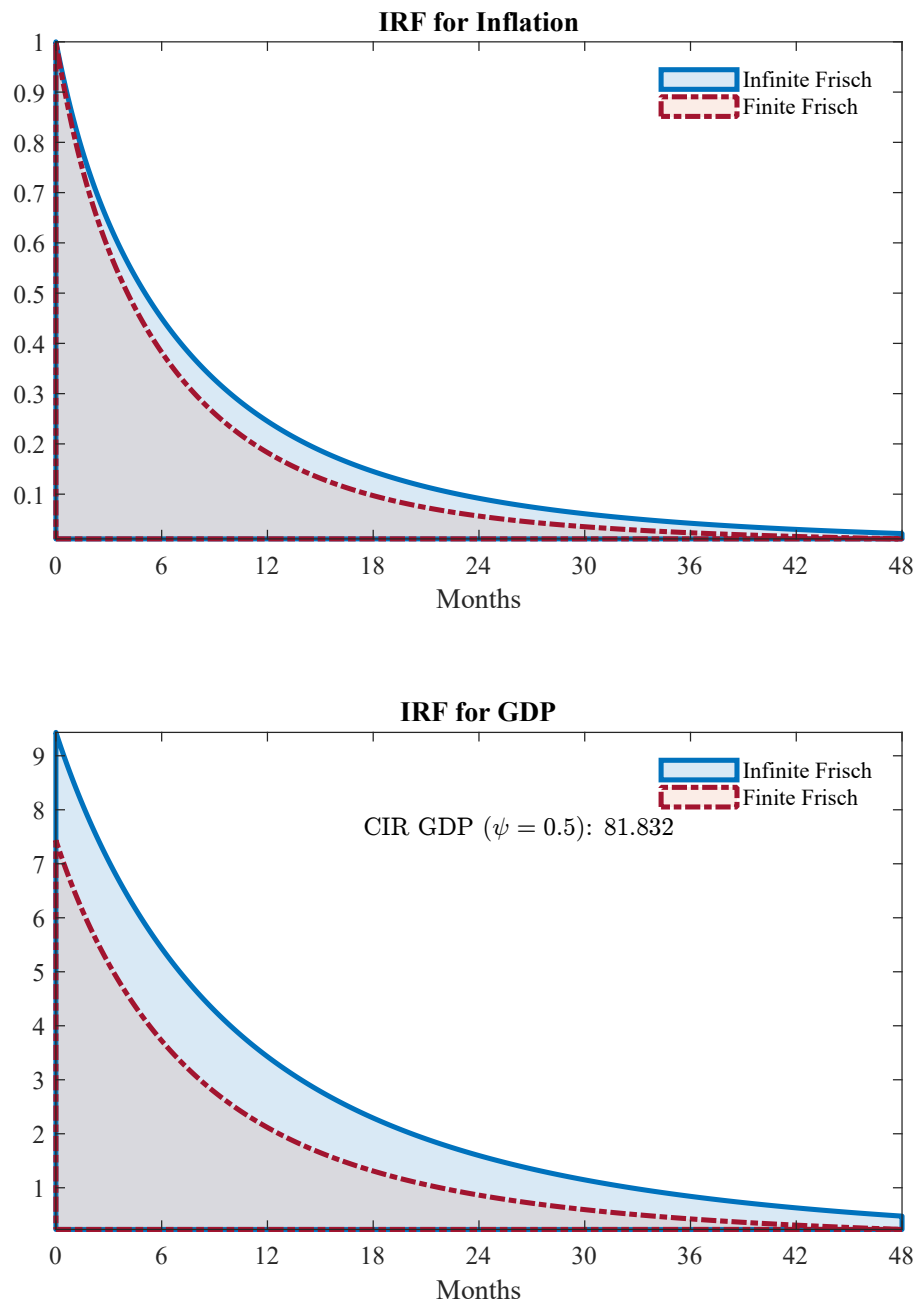 IRF for Inflation
1
0.9
0.8
0.7
0.6
0.5
0.4
0.3
0.2
0.1
Infinite Frisch
Finite Frisch
0 6 12 18 24 30 36 42 48
Months
IRF for GDP
9
8
7
6
5
4
3
2
1
Infinite Frisch
Finite Frisch
CIR GDP (ψ = 0.5): 81.832
0 6 12 18 24 30 36 42 48
Months